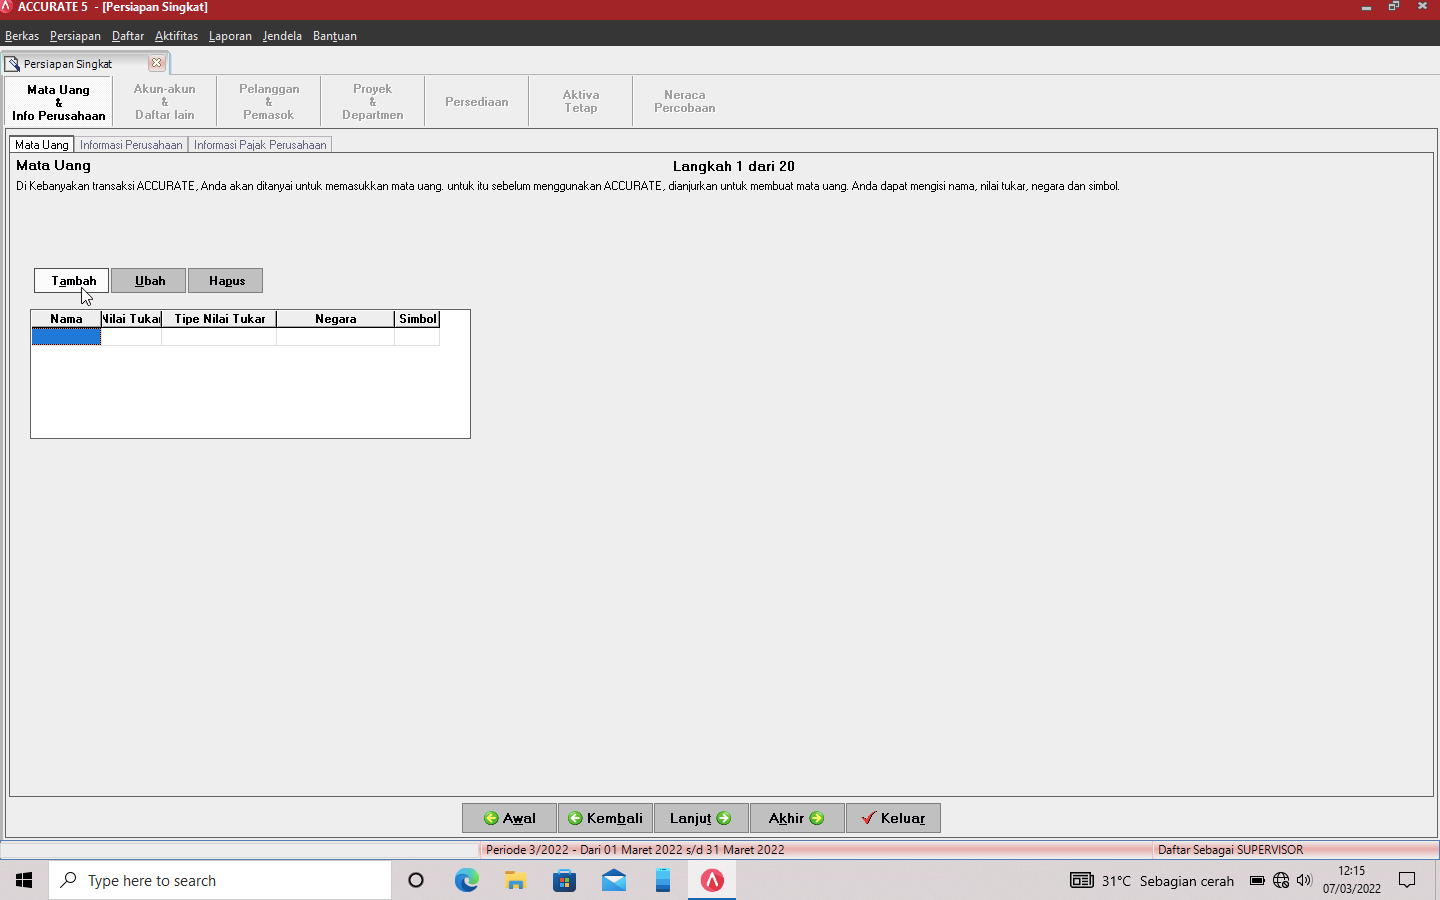 ACCURATE 5 - [Persiapan Singkat]
Berkas Persiapan Daftar Aktifitas Laporan Jendela Bantuan
Persiapan Singkat
Mata Uang & Info Perusahaan
Akun-akun & Daftar lain
Pelanggan & Pemasok
Proyek & Departmen
Persediaan
Aktiva Tetap
Neraca Percobaan
Mata Uang Informasi Perusahaan Informasi Pajak Perusahaan
Mata Uang Langkah 1 dari 20
Di Kebanyakan transaksi ACCURATE, Anda akan ditanyai untuk memasukkan mata uang. untuk itu sebelum menggunakan ACCURATE, dianjurkan untuk membuat mata uang. Anda dapat mengisi nama, nilai tukar, negara dan simbol.
Tambah Ubah Hapus
Nama Nilai Tukar Tipe Nilai Tukar Negara Simbol
Awal Kembali Lanjut Akhir Keluar
Periode 3/2022 - Dari 01 Maret 2022 s/d 31 Maret 2022 Daftar Sebagai SUPERVISOR
Type here to search 31°C Sebagian cerah 12:15
07/03/2022